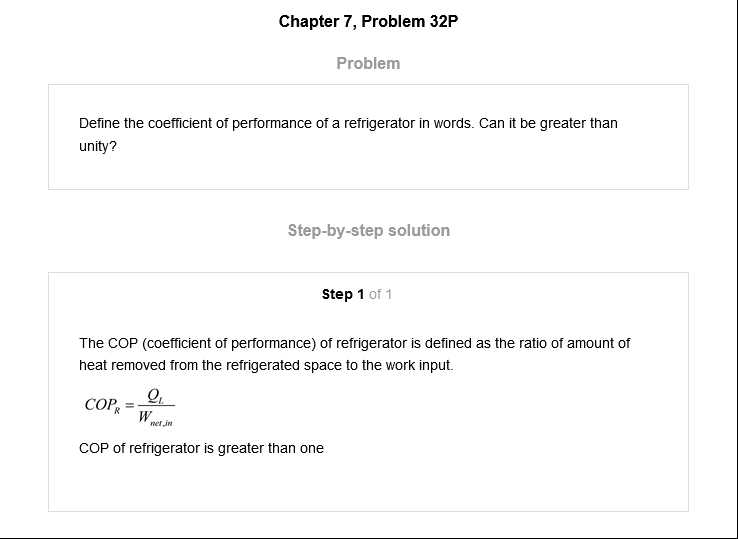 Chapter 7, Problem 32P
Problem
Define the coefficient of performance of a refrigerator in words. Can it be greater than
unity?
Step-by-step solution
Step 1 of 1
The COP (coefficient of performance) of refrigerator is defined as the ratio of amount of
heat removed from the refrigerated space to the work input.
COP_R = Q_L / W_net,in
COP of refrigerator is greater than one